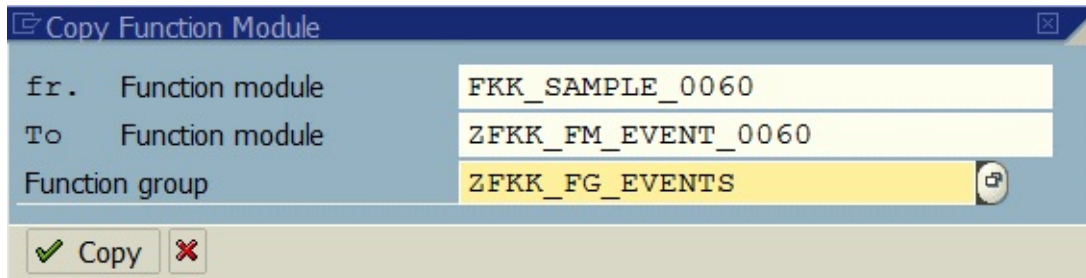 Copy Function Module
fr. Function module FKK_SAMPLE_0060
To Function module ZFKK_FM_EVENT_0060
Function group ZFKK_FG_EVENTS
Copy